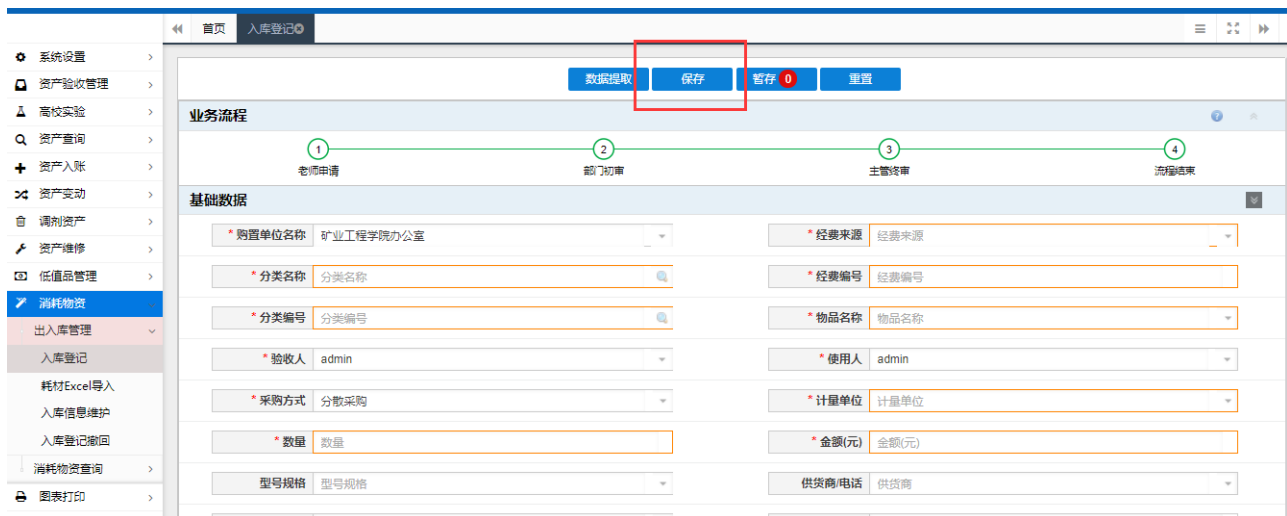 首页 入库登记
系统设置
资产验收管理
高校实验
资产查询
资产入账
资产变动
调剂资产
资产维修
低值品管理
消耗物资
出入库管理
入库登记
耗材Excel导入
入库信息维护
入库登记撤回
消耗物资查询
图表打印
数据提取 保存 暂存 0 重置
业务流程
1 2 3 4
老师申请 部门初审 主管终审 流程结束
基础数据
* 购置单位名称 矿业工程学院办公室 * 经费来源 经费来源
* 分类名称 分类名称 * 经费编号 经费编号
* 分类编号 分类编号 * 物品名称 物品名称
* 验收人 admin * 使用人 admin
* 采购方式 分散采购 * 计量单位 计量单位
* 数量 数量 * 金额(元) 金额(元)
型号规格 型号规格 供货商/电话 供货商